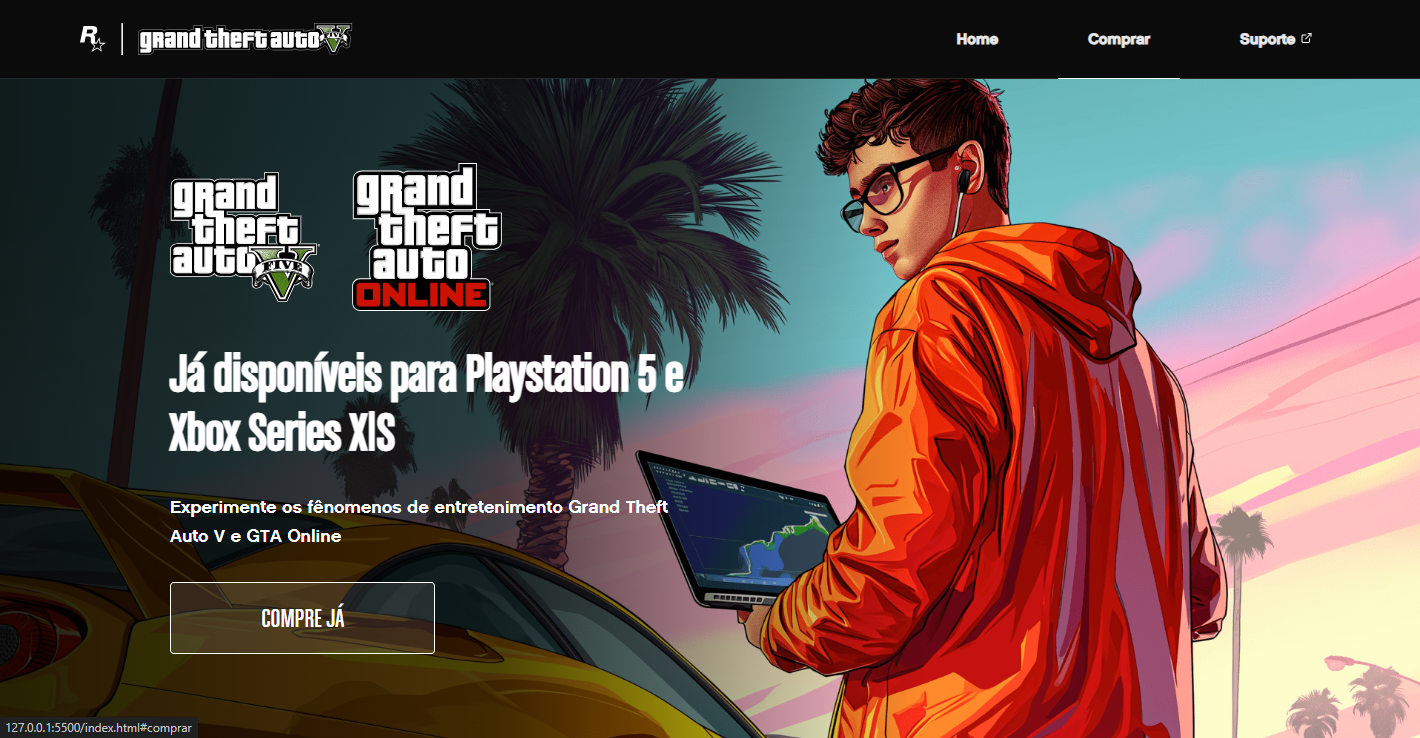 R
grand theft auto V
FIVE
Home
Comprar
Suporte
grand
theft
auto V
FIVE
grand
theft
auto
ONLINE
Já disponíveis para Playstation 5 e
Xbox Series X|S
Experimente os fênomenos de entretenimento Grand Theft
Auto V e GTA Online
COMPRE JÁ
127.0.0.1:5500/index.html#comprar